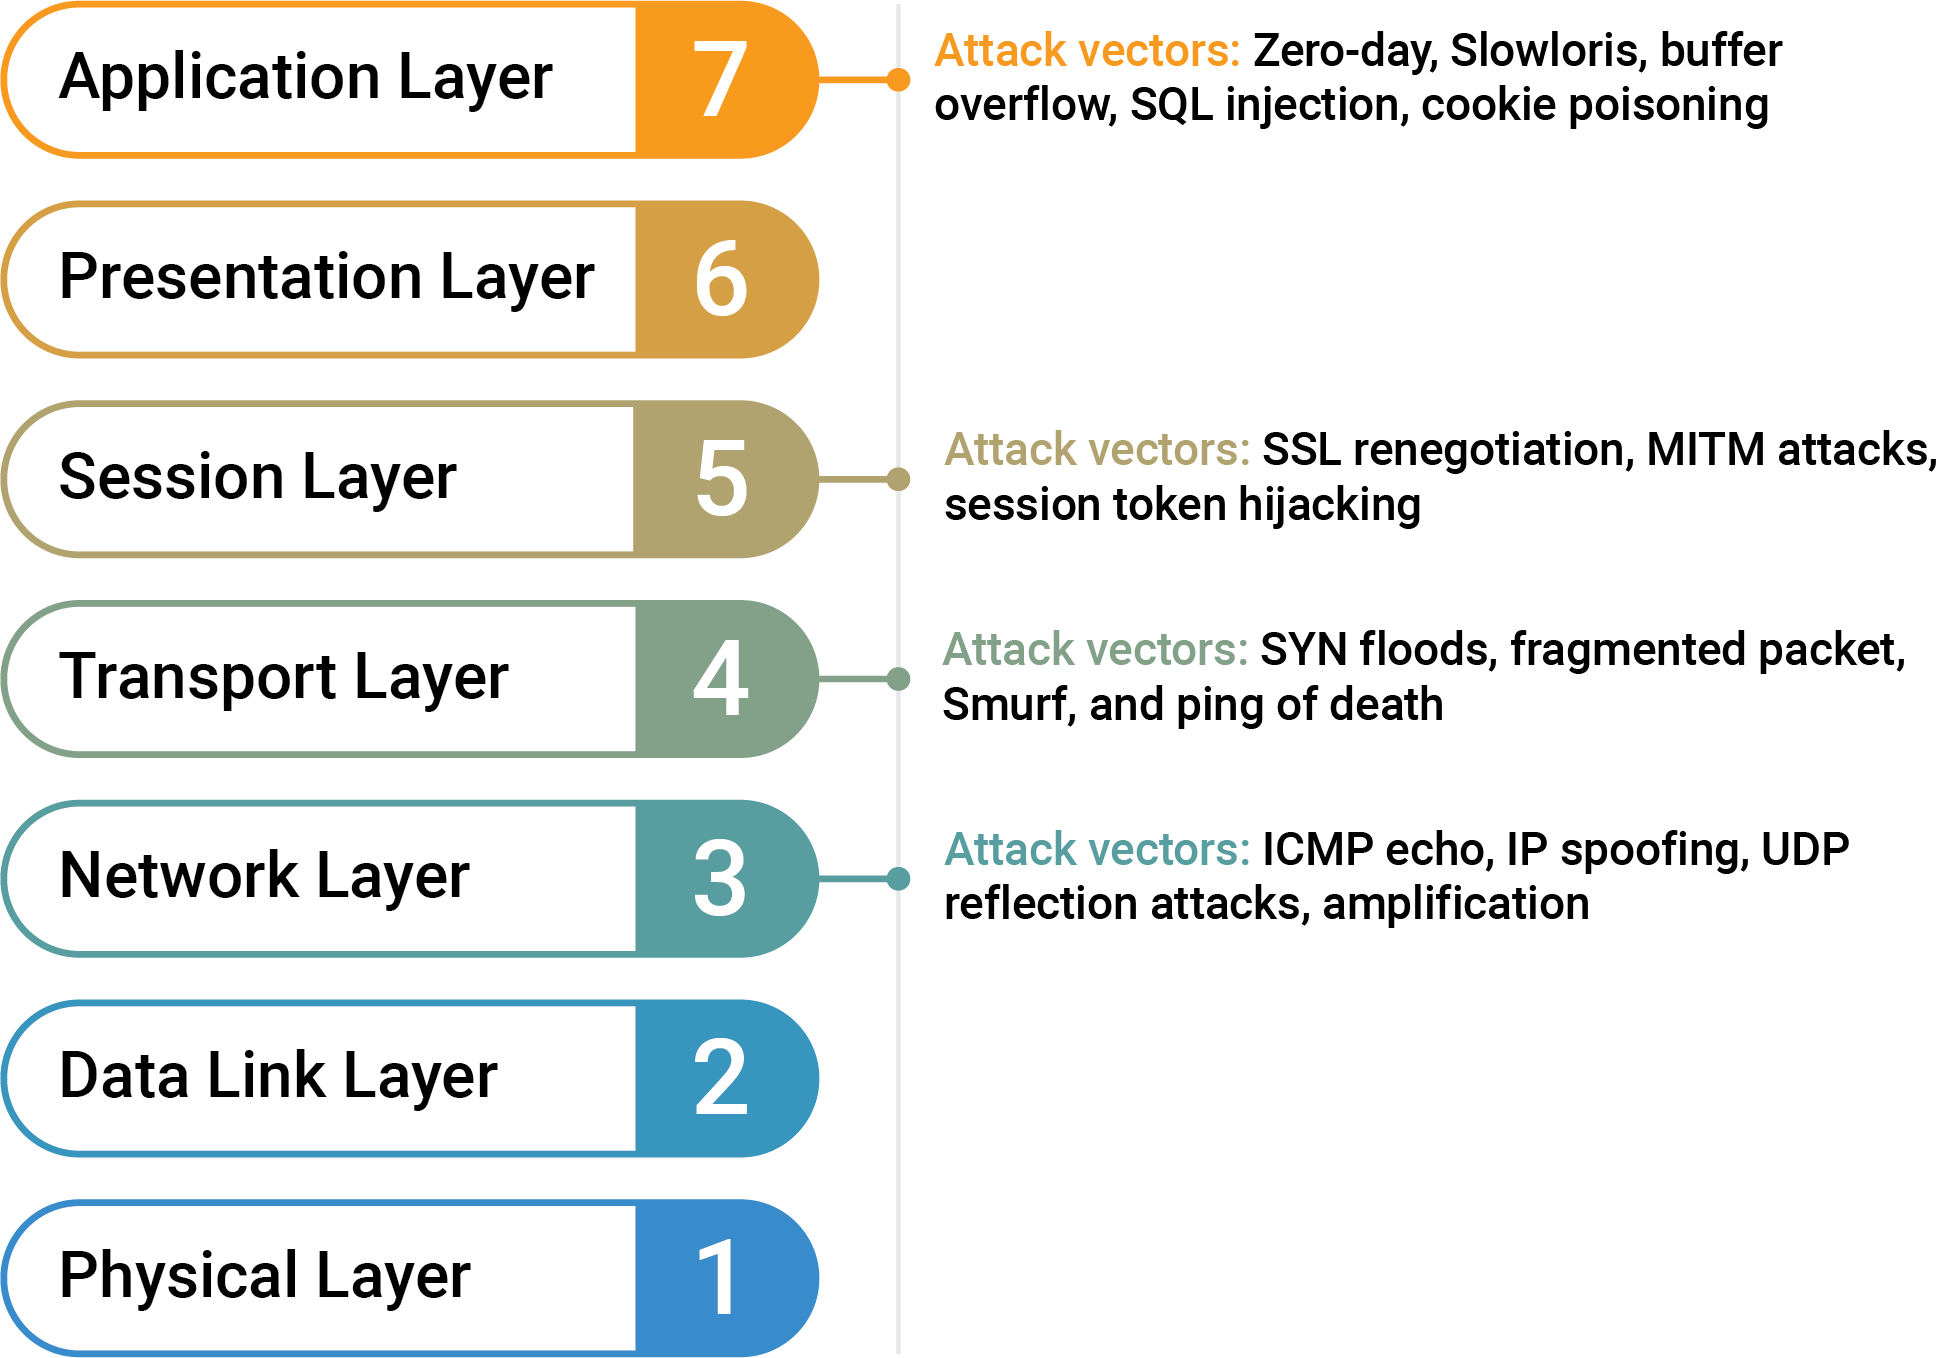 Application Layer
7
Attack vectors: Zero-day, Slowloris, buffer
overflow, SQL injection, cookie poisoning
Presentation Layer
6
Session Layer
5
Attack vectors: SSL renegotiation, MITM attacks,
session token hijacking
Transport Layer
4
Attack vectors: SYN floods, fragmented packet,
Smurf, and ping of death
Network Layer
3
Attack vectors: ICMP echo, IP spoofing, UDP
reflection attacks, amplification
Data Link Layer
2
Physical Layer
1